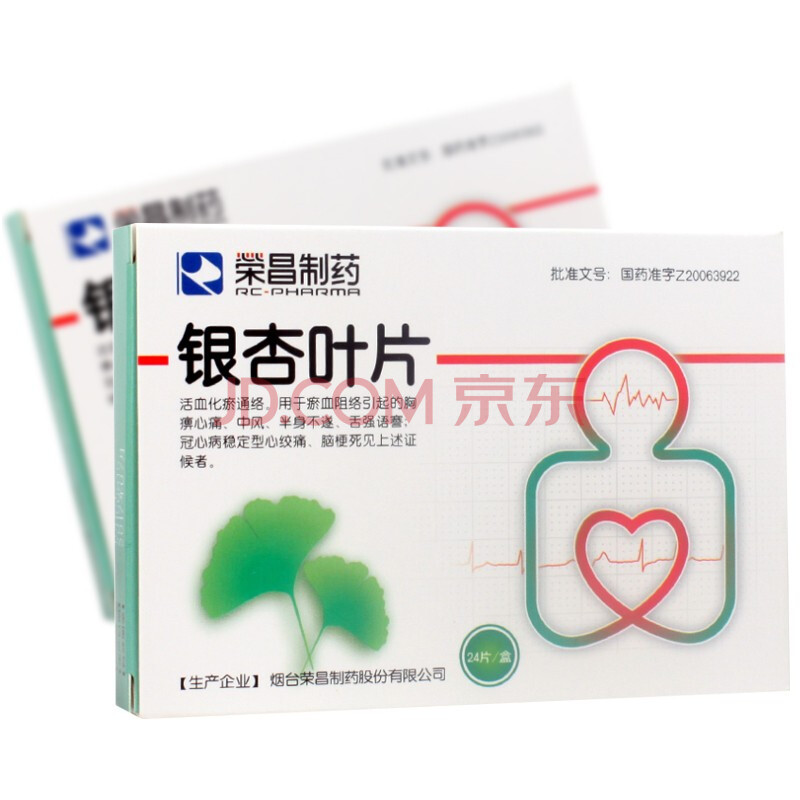 榮昌制药
RC-PHARMA
批准文号：国药准字Z20063922
银杏叶片
活血化瘀通络。用于瘀血阻络引起的胸
痹心痛、中风、半身不遂、舌强语謇；
冠心病稳定型心绞痛、脑梗死见上述证
候者。
JD.COM 京东
24片/盒
【生产企业】烟台荣昌制药股份有限公司
榮昌制药